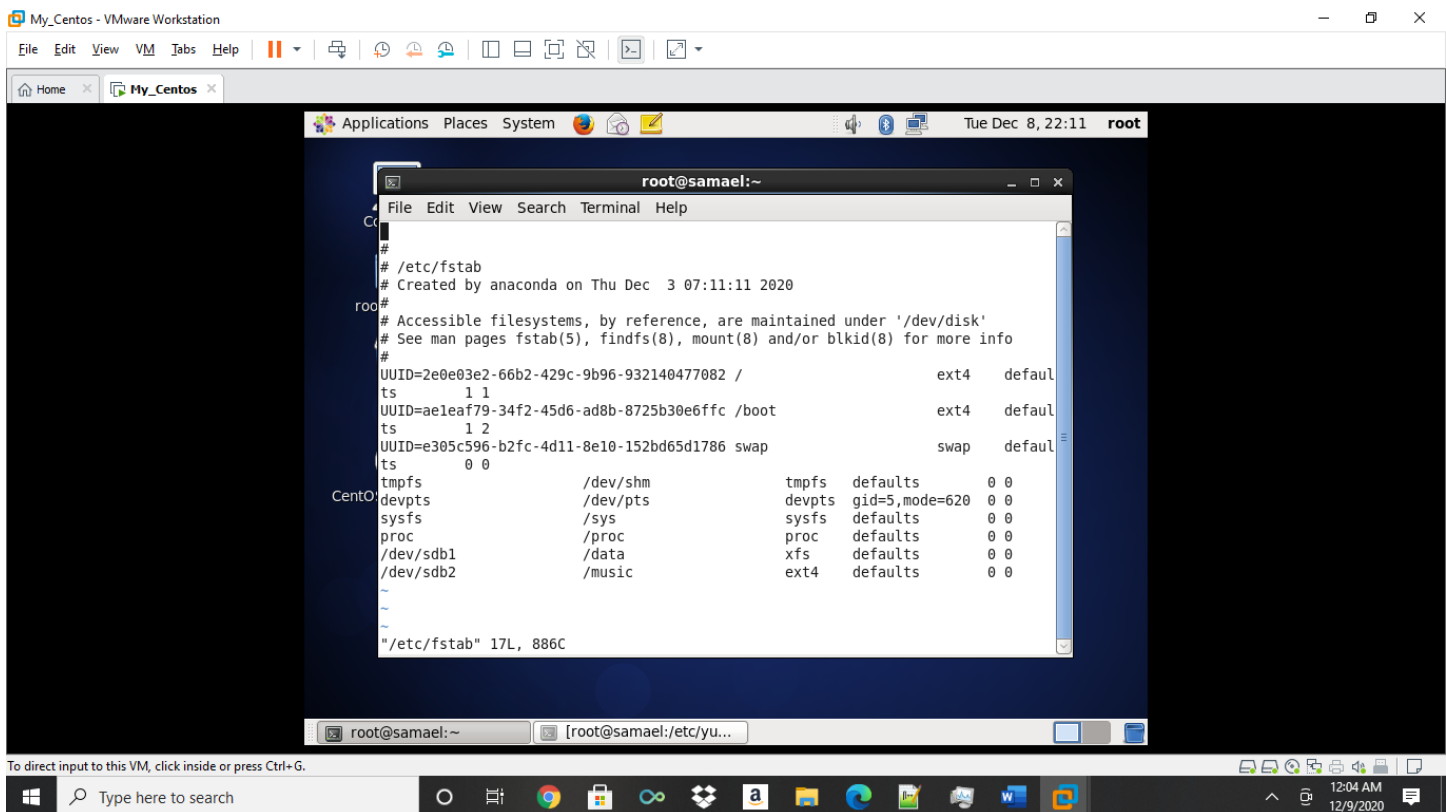 My_Centos - VMware Workstation
File Edit View VM Tabs Help
Home
My_Centos
Applications Places System
Tue Dec 8, 22:11 root
root@samael:~
File Edit View Search Terminal Help
#
# /etc/fstab
# Created by anaconda on Thu Dec  3 07:11:11 2020
#
# Accessible filesystems, by reference, are maintained under '/dev/disk'
# See man pages fstab(5), findfs(8), mount(8) and/or blkid(8) for more info
#
UUID=2e0e03e2-66b2-429c-9b96-932140477082 / ext4 defaul
ts 1 1
UUID=ae1eaf79-34f2-45d6-ad8b-8725b30e6ffc /boot ext4 defaul
ts 1 2
UUID=e305c596-b2fc-4d11-8e10-152bd65d1786 swap swap defaul
ts 0 0
tmpfs /dev/shm tmpfs defaults 0 0
devpts /dev/pts devpts gid=5,mode=620 0 0
sysfs /sys sysfs defaults 0 0
proc /proc proc defaults 0 0
/dev/sdb1 /data xfs defaults 0 0
/dev/sdb2 /music ext4 defaults 0 0
~
~
~
"/etc/fstab" 17L, 886C
root@samael:~
[root@samael:/etc/yu...
To direct input to this VM, click inside or press Ctrl+G.
Type here to search
12:04 AM
12/9/2020